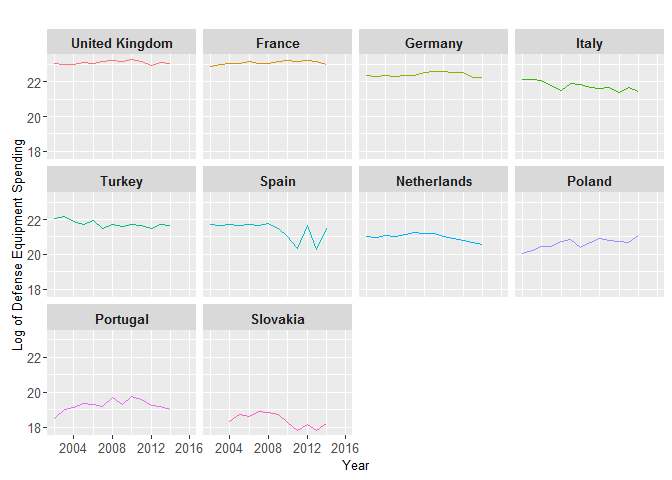 United Kingdom France Germany Italy
22
20
18
Turkey Spain Netherlands Poland
22
20
18
Portugal Slovakia
22
20
18
2004 2008 2012 2016 2004 2008 2012 2016
Year
Log of Defense Equipment Spending